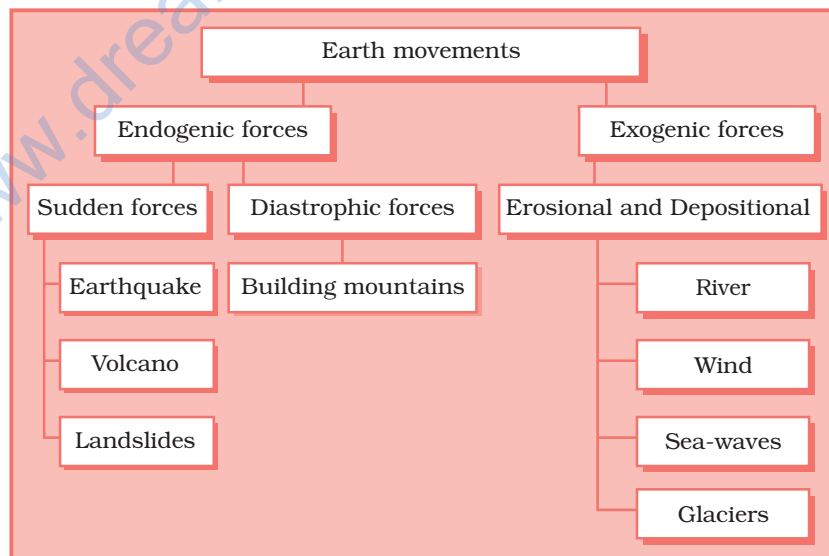 Earth movements
Endogenic forces
Exogenic forces
Sudden forces
Diastrophic forces
Erosional and Depositional
Earthquake
Building mountains
River
Volcano
Wind
Landslides
Sea-waves
Glaciers